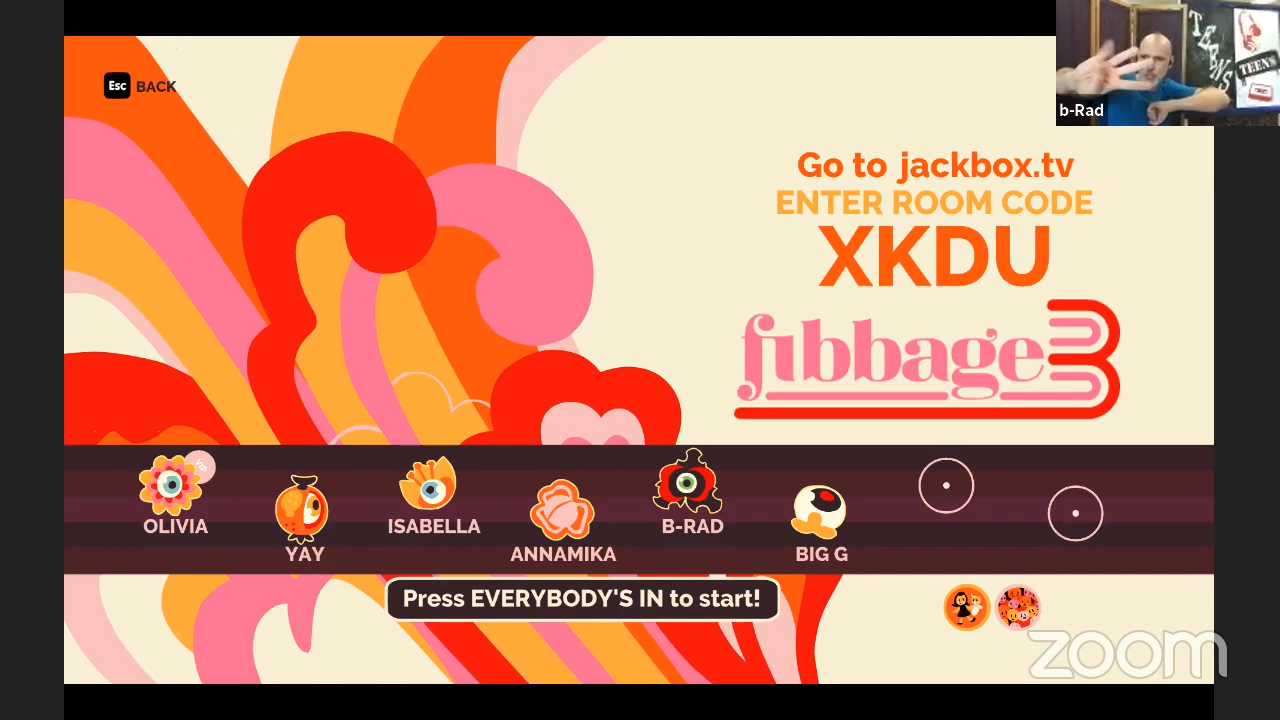 Esc BACK
TEENS
TEENS
b-Rad
Go to jackbox.tv
ENTER ROOM CODE
XKDU
fibbage 3
VIP
OLIVIA
YAY
ISABELLA
ANNAMIKA
B-RAD
BIG G
Press EVERYBODY'S IN to start!
zoom